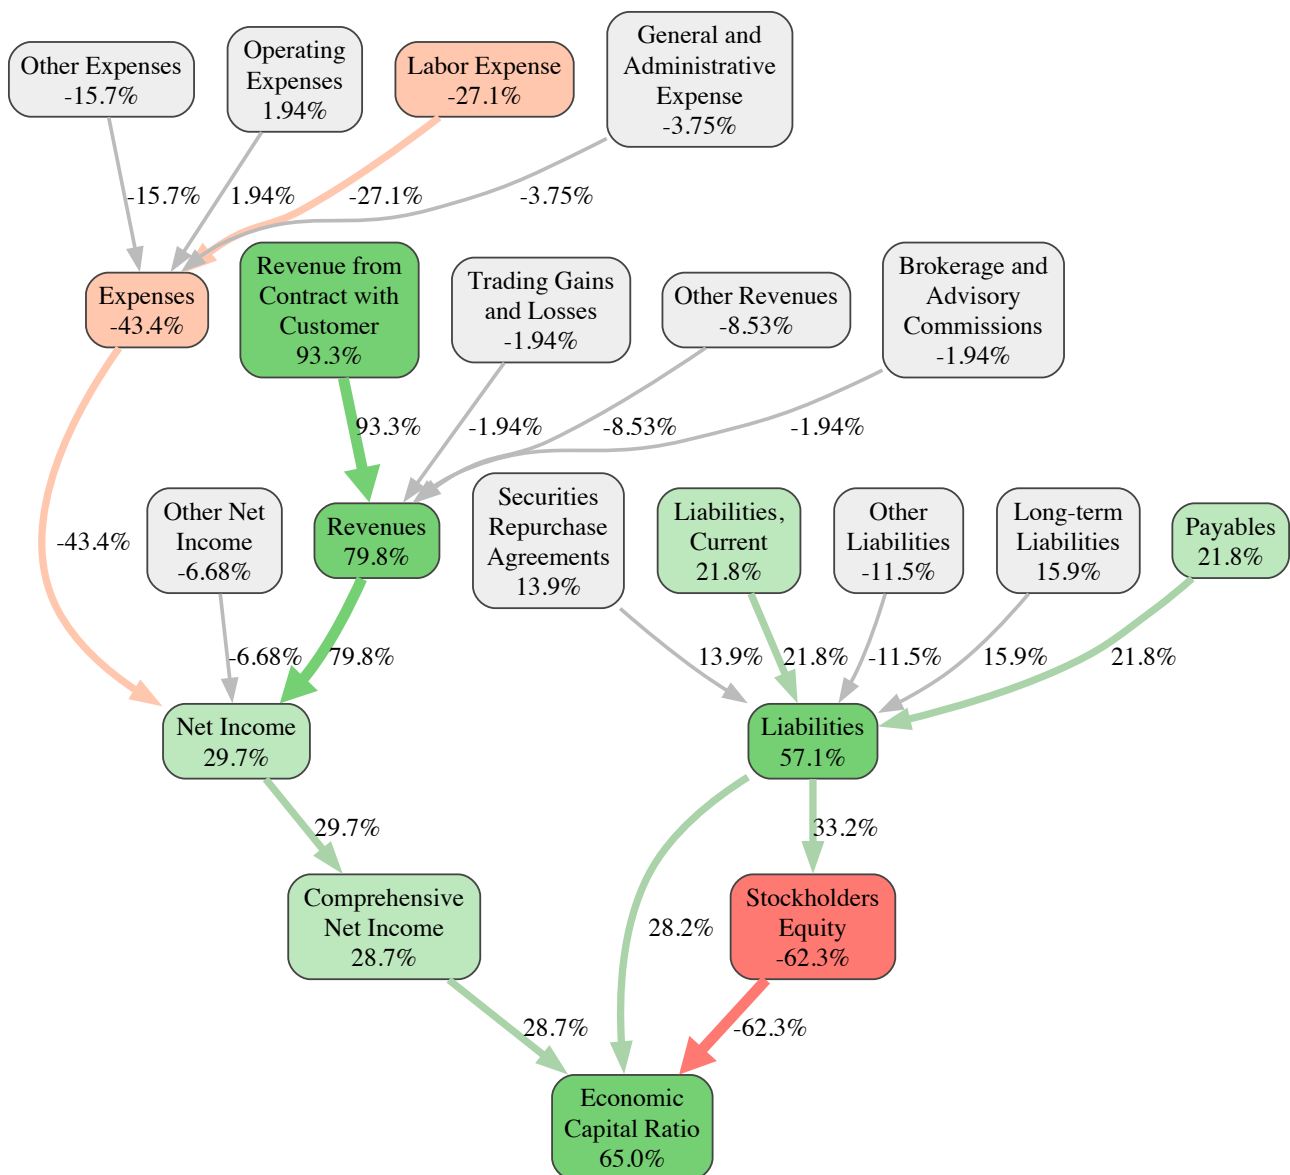 Other Expenses
-15.7%
Operating
Expenses
1.94%
Labor Expense
-27.1%
General and
Administrative
Expense
-3.75%
-15.7%
1.94%
-27.1%
-3.75%
Expenses
-43.4%
Revenue from
Contract with
Customer
93.3%
Trading Gains
and Losses
-1.94%
Other Revenues
-8.53%
Brokerage and
Advisory
Commissions
-1.94%
93.3%
-1.94%
-8.53%
-1.94%
-43.4%
Other Net
Income
-6.68%
Revenues
79.8%
Securities
Repurchase
Agreements
13.9%
Liabilities,
Current
21.8%
Other
Liabilities
-11.5%
Long-term
Liabilities
15.9%
Payables
21.8%
-6.68%
79.8%
13.9%
21.8%
-11.5%
15.9%
21.8%
Net Income
29.7%
Liabilities
57.1%
29.7%
33.2%
Comprehensive
Net Income
28.7%
28.2%
Stockholders
Equity
-62.3%
28.7%
-62.3%
Economic
Capital Ratio
65.0%